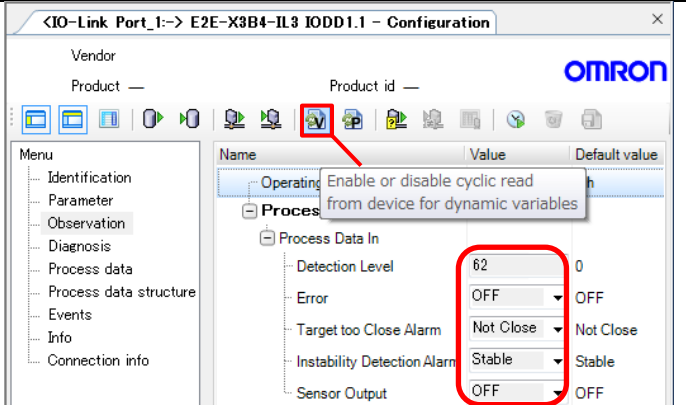 <IO-Link Port_1:-> E2E-X3B4-IL3 IODD1.1 - Configuration ×
Vendor
Product —
Product id —
OMRON
Menu
Identification
Parameter
Observation
Diagnosis
Process data
Process data structure
Events
Info
Connection info
Name Value Default value
Operating
Enable or disable cyclic read
from device for dynamic variables
Proces
Process Data In
Detection Level 62 0
Error OFF OFF
Target too Close Alarm Not Close Not Close
Instability Detection Alarm Stable Stable
Sensor Output OFF OFF